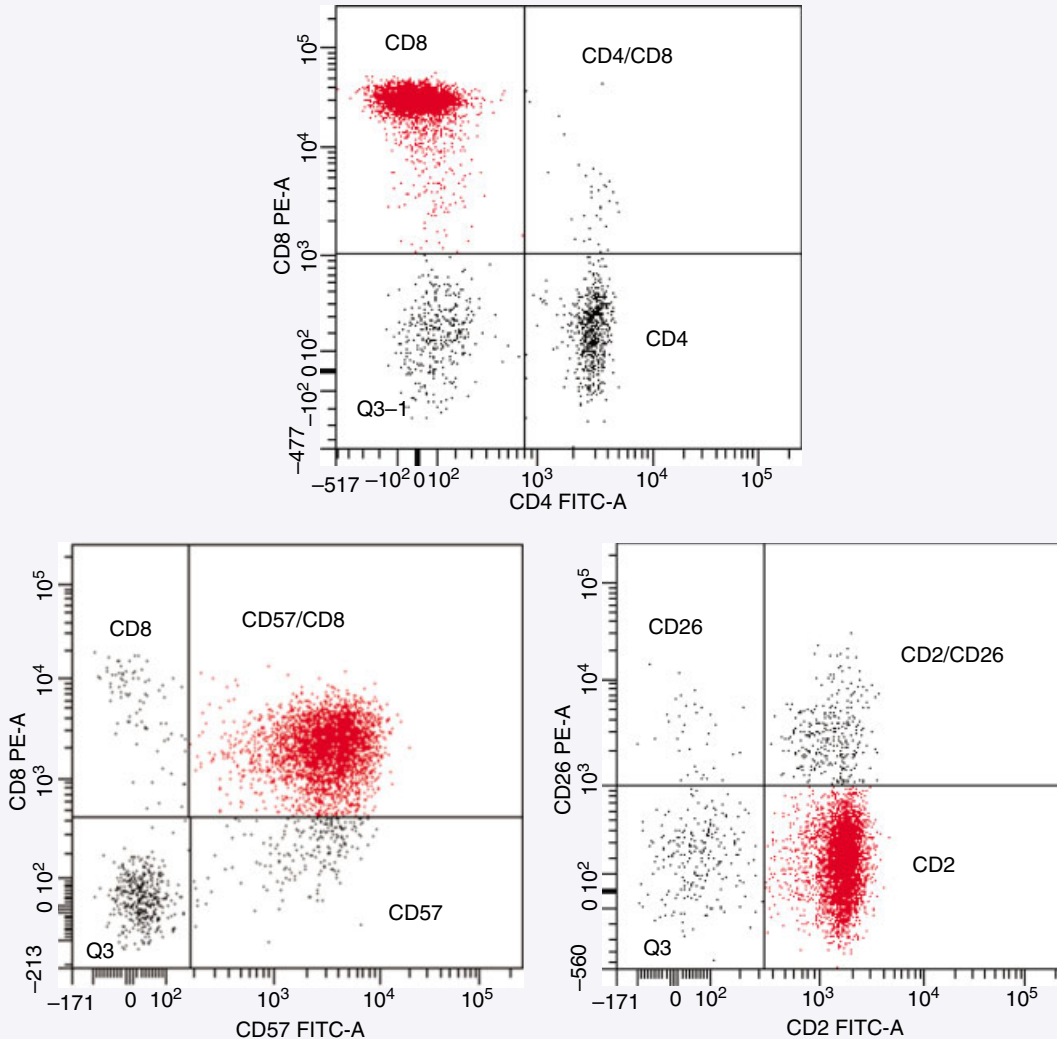 CD8
CD4/CD8
CD4
Q3–1
10⁵
10⁴
10³
10²
0
–10²
–477
CD8 PE-A
–517 –10² 0 10² 10³ 10⁴ 10⁵
CD4 FITC-A
CD8
CD57/CD8
CD57
Q3
10⁵
10⁴
10³
10²
0
–213
CD8 PE-A
–171 0 10² 10³ 10⁴ 10⁵
CD57 FITC-A
CD26
CD2/CD26
CD2
Q3
10⁵
10⁴
10³
10²
0
–560
CD26 PE-A
–171 0 10² 10³ 10⁴ 10⁵
CD2 FITC-A